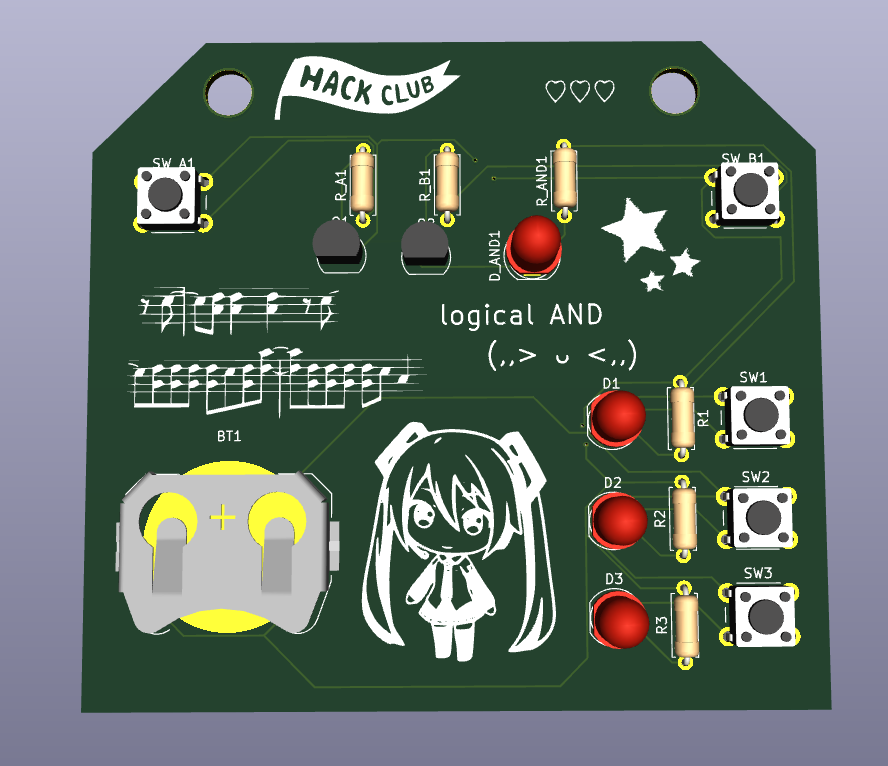 HACK CLUB
♡♡♡
SW_A1
R_A1
R_B1
R_AND1
SW_B1
D_AND1
logical AND
(,,> ᴗ <,,)
D1
R1
SW1
BT1
+
D2
R2
SW2
D3
R3
SW3